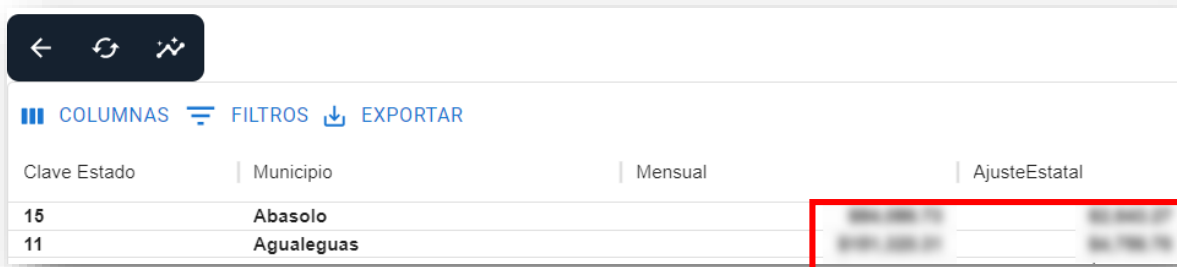 COLUMNAS FILTROS EXPORTAR
Clave Estado Municipio Mensual AjusteEstatal
15 Abasolo
11 Agualeguas